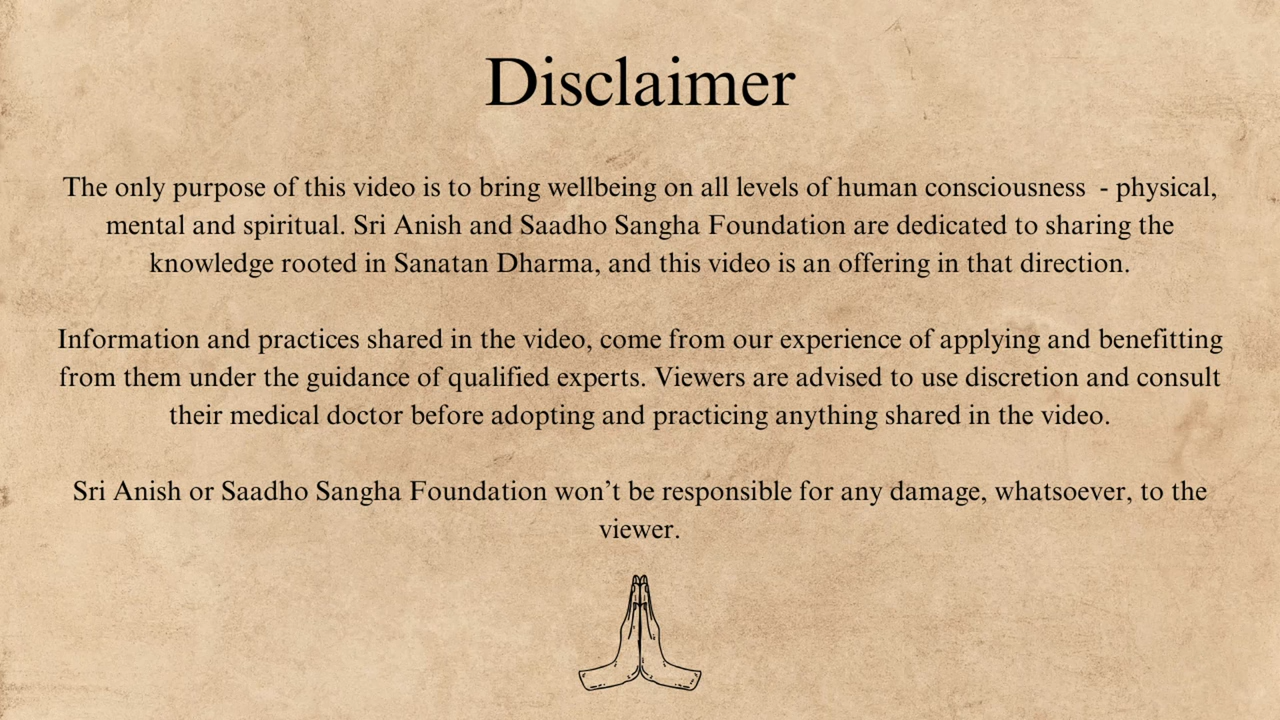 Disclaimer
The only purpose of this video is to bring wellbeing on all levels of human consciousness  - physical,
mental and spiritual. Sri Anish and Saadho Sangha Foundation are dedicated to sharing the
knowledge rooted in Sanatan Dharma, and this video is an offering in that direction.
Information and practices shared in the video, come from our experience of applying and benefitting
from them under the guidance of qualified experts. Viewers are advised to use discretion and consult
their medical doctor before adopting and practicing anything shared in the video.
Sri Anish or Saadho Sangha Foundation won’t be responsible for any damage, whatsoever, to the
viewer.